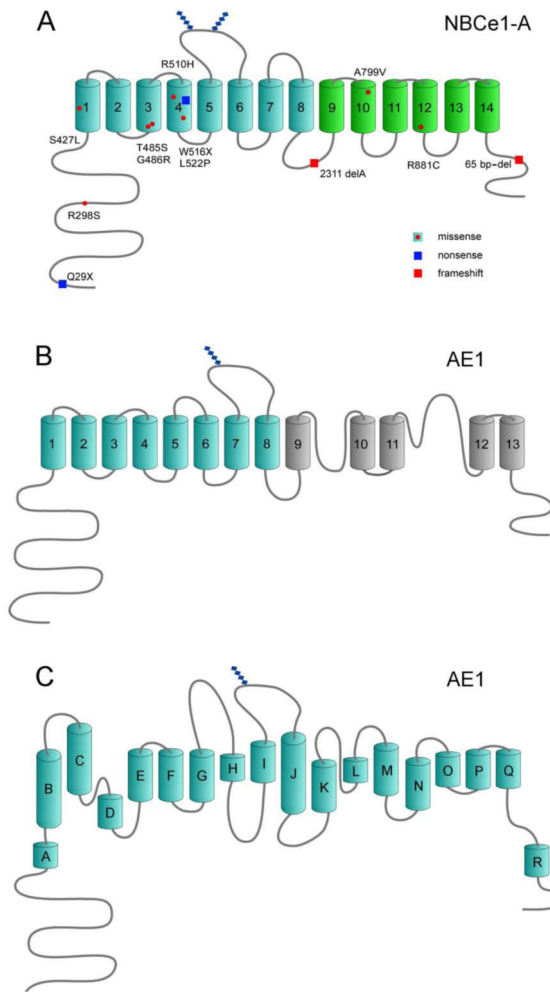 A
NBCe1-A
R510H
A799V
1
2
3
4
5
6
7
8
9
10
11
12
13
14
S427L
T485S
G486R
W516X
L522P
2311 delA
R881C
65 bp-del
R298S
Q29X
missense
nonsense
frameshift
B
AE1
1
2
3
4
5
6
7
8
9
10
11
12
13
C
AE1
A
B
C
D
E
F
G
H
I
J
K
L
M
N
O
P
Q
R